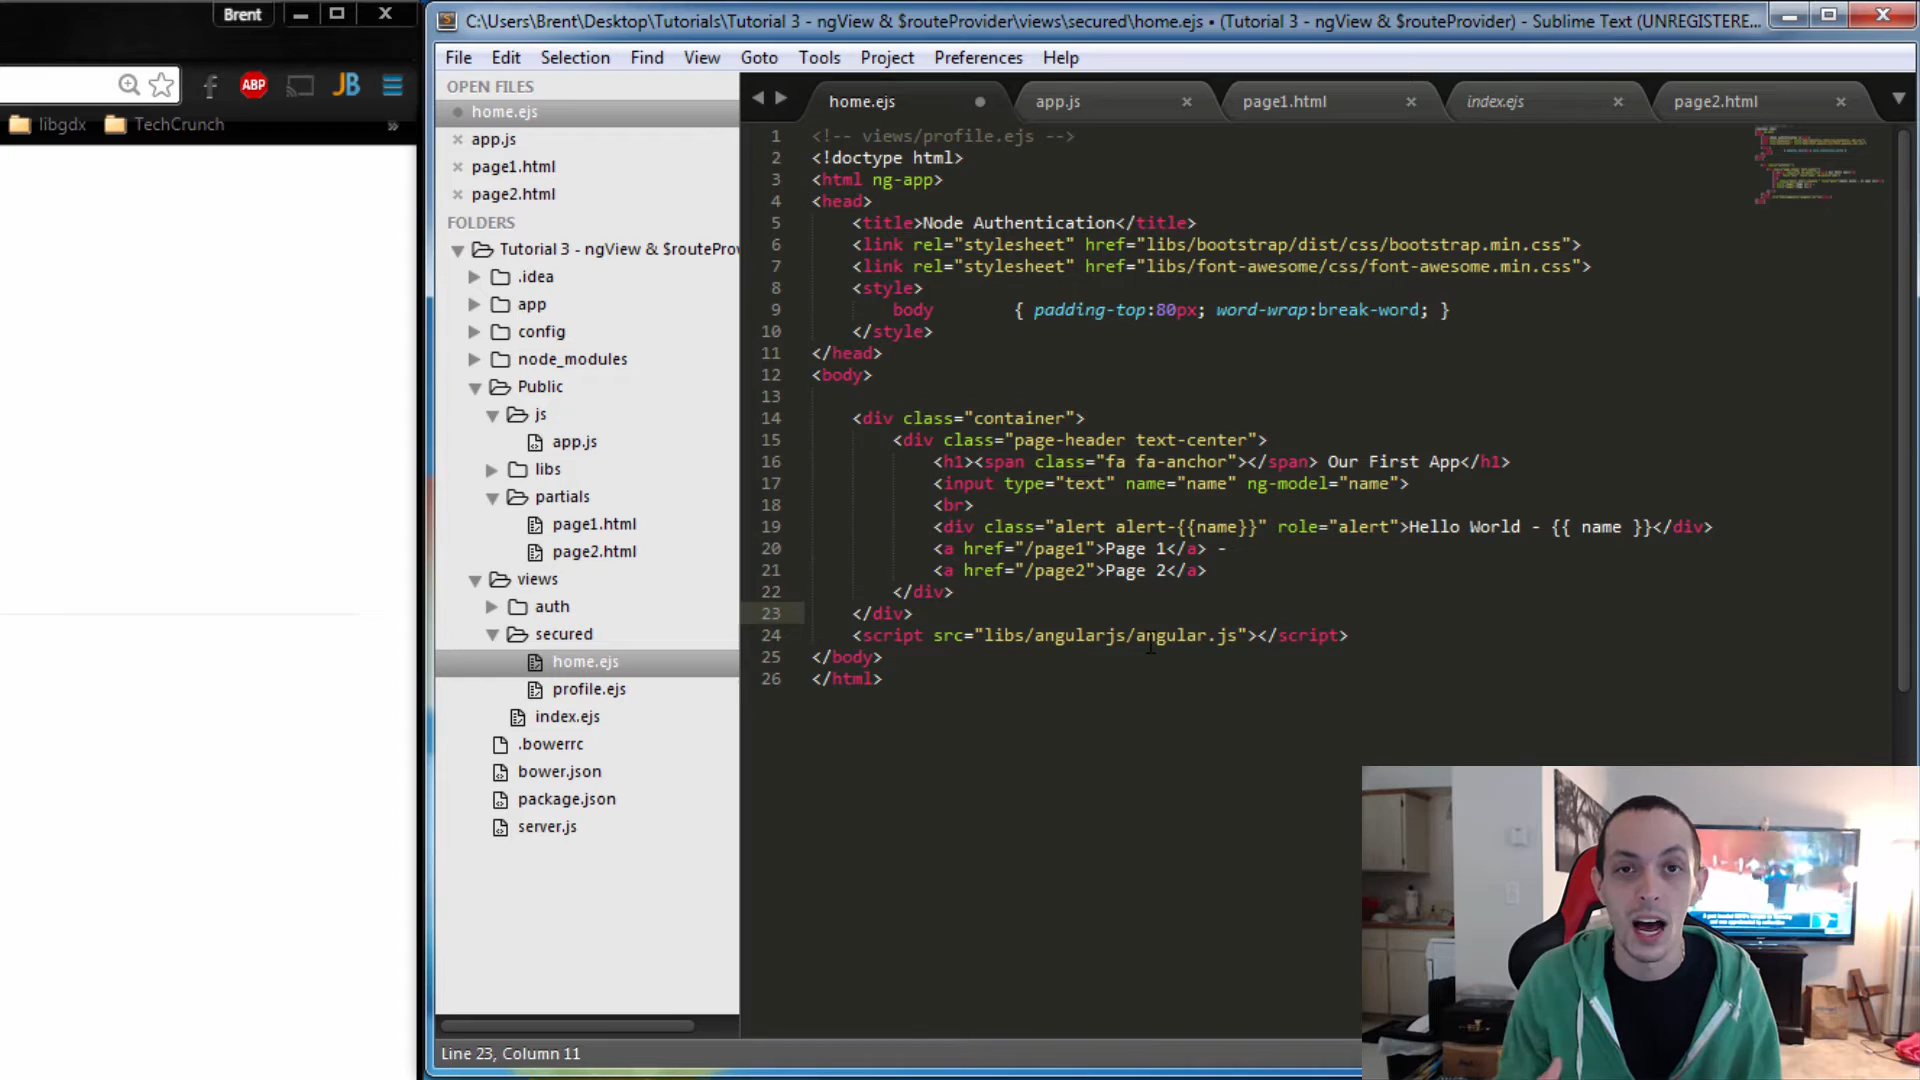 Brent
C:\Users\Brent\Desktop\Tutorials\Tutorial 3 - ngView & $routeProvider\views\secured\home.ejs • (Tutorial 3 - ngView & $routeProvider) - Sublime Text (UNREGISTERE...
File Edit Selection Find View Goto Tools Project Preferences Help
ABP JB
libgdx TechCrunch »
OPEN FILES
home.ejs
app.js
page1.html
page2.html
FOLDERS
Tutorial 3 - ngView & $routeProv
.idea
app
config
node_modules
Public
js
app.js
libs
partials
page1.html
page2.html
views
auth
secured
home.ejs
profile.ejs
index.ejs
.bowerrc
bower.json
package.json
server.js
home.ejs app.js page1.html index.ejs page2.html
1 <!-- views/profile.ejs -->
2 <!doctype html>
3 <html ng-app>
4 <head>
5 <title>Node Authentication</title>
6 <link rel="stylesheet" href="libs/bootstrap/dist/css/bootstrap.min.css">
7 <link rel="stylesheet" href="libs/font-awesome/css/font-awesome.min.css">
8 <style>
9 body { padding-top:80px; word-wrap:break-word; }
10 </style>
11 </head>
12 <body>
13
14 <div class="container">
15 <div class="page-header text-center">
16 <h1><span class="fa fa-anchor"></span> Our First App</h1>
17 <input type="text" name="name" ng-model="name">
18 <br>
19 <div class="alert alert-{{name}}" role="alert">Hello World - {{ name }}</div>
20 <a href="/page1">Page 1</a> -
21 <a href="/page2">Page 2</a>
22 </div>
23 </div>
24 <script src="libs/angularjs/angular.js"></script>
25 </body>
26 </html>
Line 23, Column 11